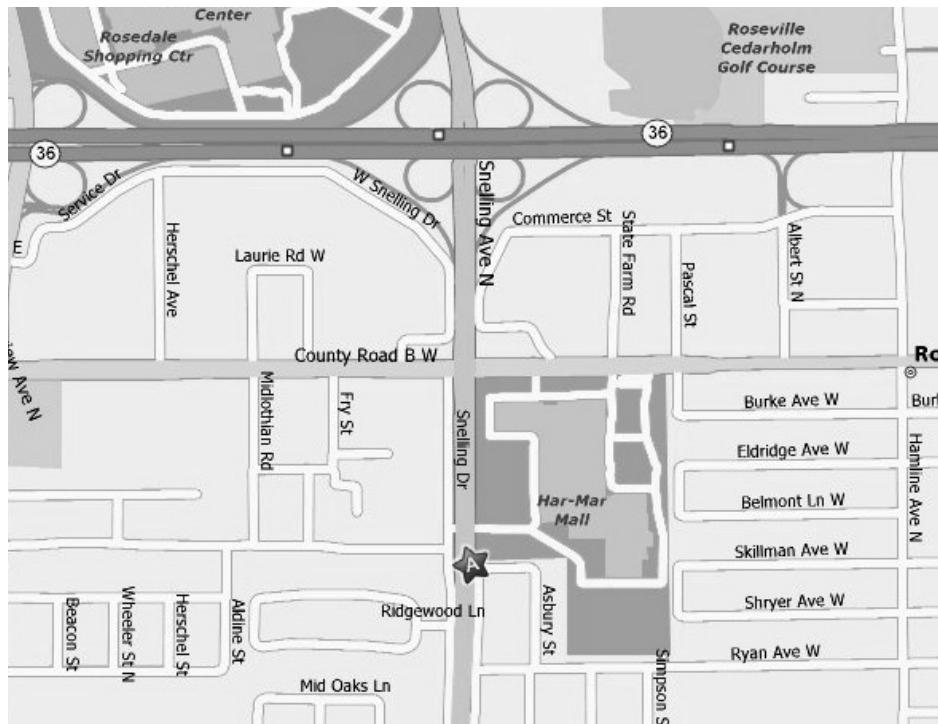 Center
Rosedale
Shopping Ctr
Roseville
Cedarholm
Golf Course
36
36
Service Dr
W Snelling Dr
Snelling Ave N
Commerce St
State Farm Rd
Albert St N
E
Herschel Ave
Laurie Rd W
Pascal St
County Road B W
Ro
ew Ave N
Midlothian Rd
Fry St
Snelling Dr
Burke Ave W
Burk
Eldridge Ave W
Hamline Ave N
Har-Mar
Mall
Belmont Ln W
Skillman Ave W
A
Beacon St
Wheeler St N
Herschel St
Aldine St
Ridgewood Ln
Asbury St
Shryer Ave W
Ryan Ave W
Simpson S
Mid Oaks Ln